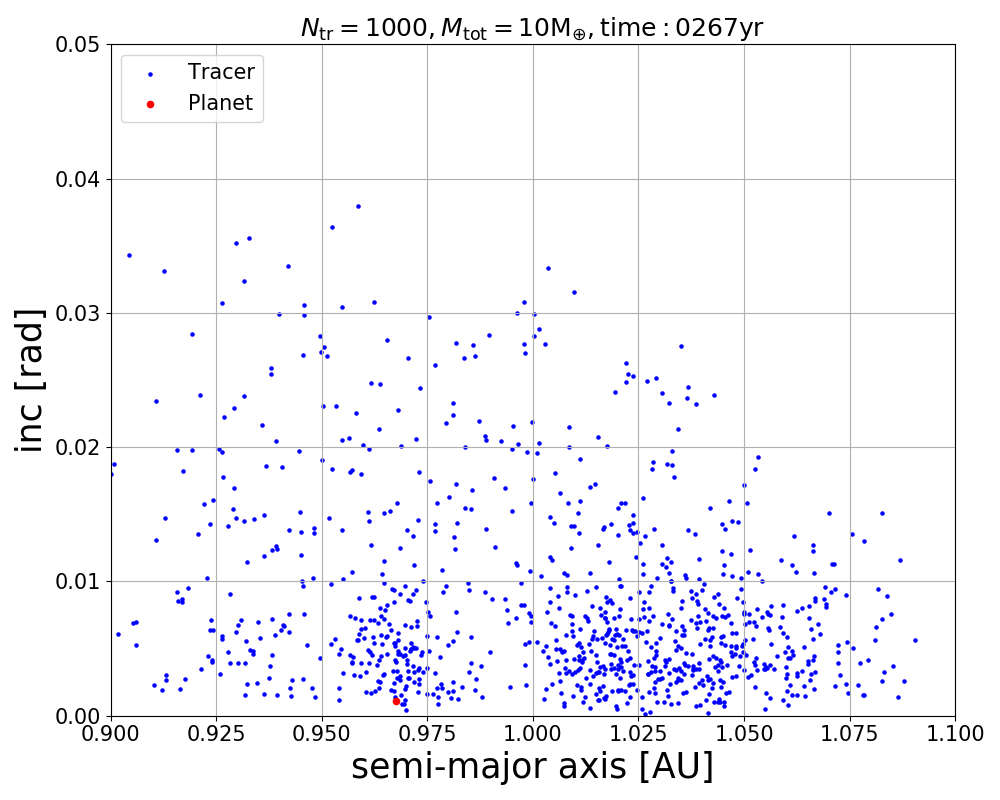 N_tr = 1000, M_tot = 10M_⊕, time : 0267yr
Tracer
Planet
0.05
0.04
0.03
0.02
0.01
0.00
inc [rad]
0.900 0.925 0.950 0.975 1.000 1.025 1.050 1.075 1.100
semi-major axis [AU]